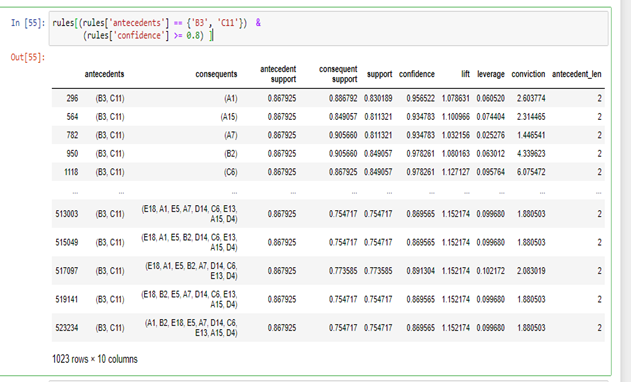 In [55]: rules[(rules['antecedents'] == {'B3', 'C11'}) &
(rules['confidence'] >= 0.8) ]
Out[55]:
antecedents consequents antecedent support consequent support support confidence lift leverage conviction antecedent_len
296 (B3, C11) (A1) 0.867925 0.886792 0.830189 0.956522 1.078631 0.060520 2.603774 2
564 (B3, C11) (A15) 0.867925 0.849057 0.811321 0.934783 1.100966 0.074404 2.314465 2
782 (B3, C11) (A7) 0.867925 0.905660 0.811321 0.934783 1.032156 0.025276 1.446541 2
950 (B3, C11) (B2) 0.867925 0.905660 0.849057 0.978261 1.080163 0.063012 4.339623 2
1118 (B3, C11) (C6) 0.867925 0.867925 0.849057 0.978261 1.127127 0.095764 6.075472 2
... ... ... ... ... ... ... ... ... ... ...
513003 (B3, C11) (E18, A1, E5, A7, D14, C6, E13,
A15, D4) 0.867925 0.754717 0.754717 0.869565 1.152174 0.099680 1.880503 2
515049 (B3, C11) (E18, A1, E5, B2, D14, C6, E13,
A15, D4) 0.867925 0.754717 0.754717 0.869565 1.152174 0.099680 1.880503 2
517097 (B3, C11) (E18, A1, E5, B2, A7, D14, C6,
E13, D4) 0.867925 0.773585 0.773585 0.891304 1.152174 0.102172 2.083019 2
519141 (B3, C11) (E18, B2, E5, A7, D14, C6, E13,
A15, D4) 0.867925 0.754717 0.754717 0.869565 1.152174 0.099680 1.880503 2
523234 (B3, C11) (A1, B2, E18, E5, A7, D14, C6,
E13, A15, D4) 0.867925 0.754717 0.754717 0.869565 1.152174 0.099680 1.880503 2
1023 rows × 10 columns